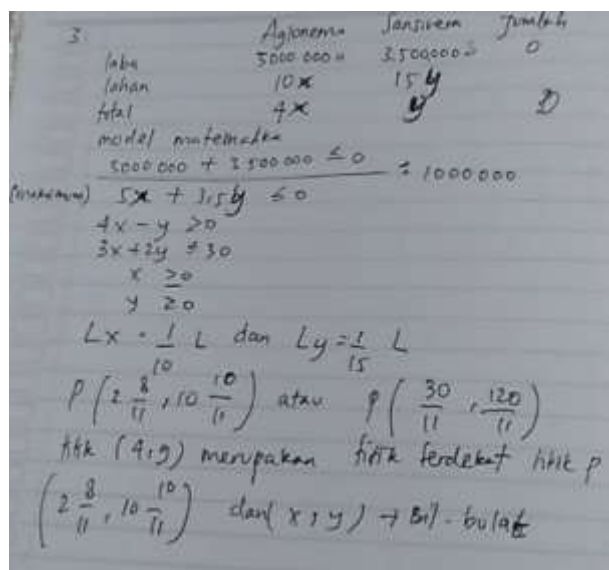 3. Aglonema Sansivera Jumlah
laba 5000 000 x 3.500.000 0
lahan 10x 15y
total 4x y 0
model matematika
5000 000 + 3 500 000 ≤ 0 : 1000 000
(maksimum) 5x + 3,5y ≤ 0
4x - y ≥ 0
3x + 2y ≤ 30
x ≥ 0
y ≥ 0
Lx = 1/10 L dan Ly = 1/15 L
P (2 8/11 , 10 10/11) atau P (30/11 , 120/11)
titik (4,9) merupakan titik terdekat titik P
(2 8/11 , 10 10/11) dan (x , y) → Bil. bulat